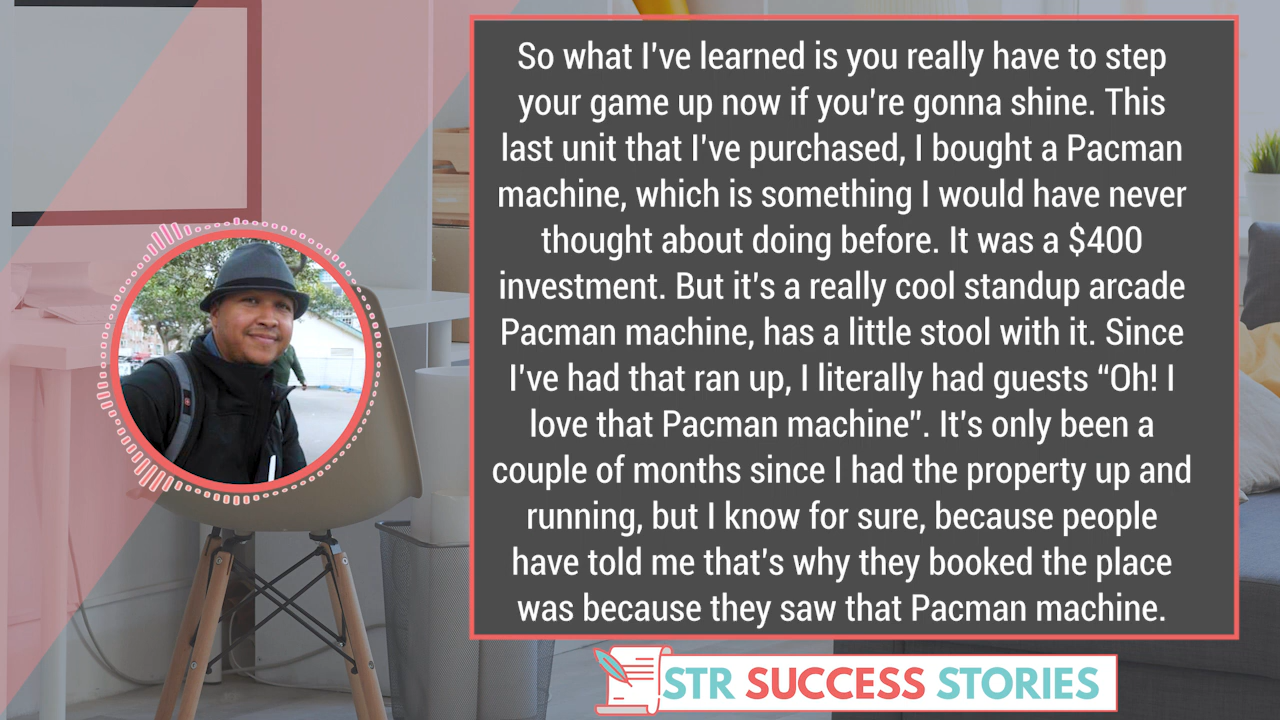 So what I've learned is you really have to step
your game up now if you're gonna shine. This
last unit that I've purchased, I bought a Pacman
machine, which is something I would have never
thought about doing before. It was a $400
investment. But it's a really cool standup arcade
Pacman machine, has a little stool with it. Since
I've had that ran up, I literally had guests “Oh! I
love that Pacman machine”. It's only been a
couple of months since I had the property up and
running, but I know for sure, because people
have told me that's why they booked the place
was because they saw that Pacman machine.
STR SUCCESS STORIES